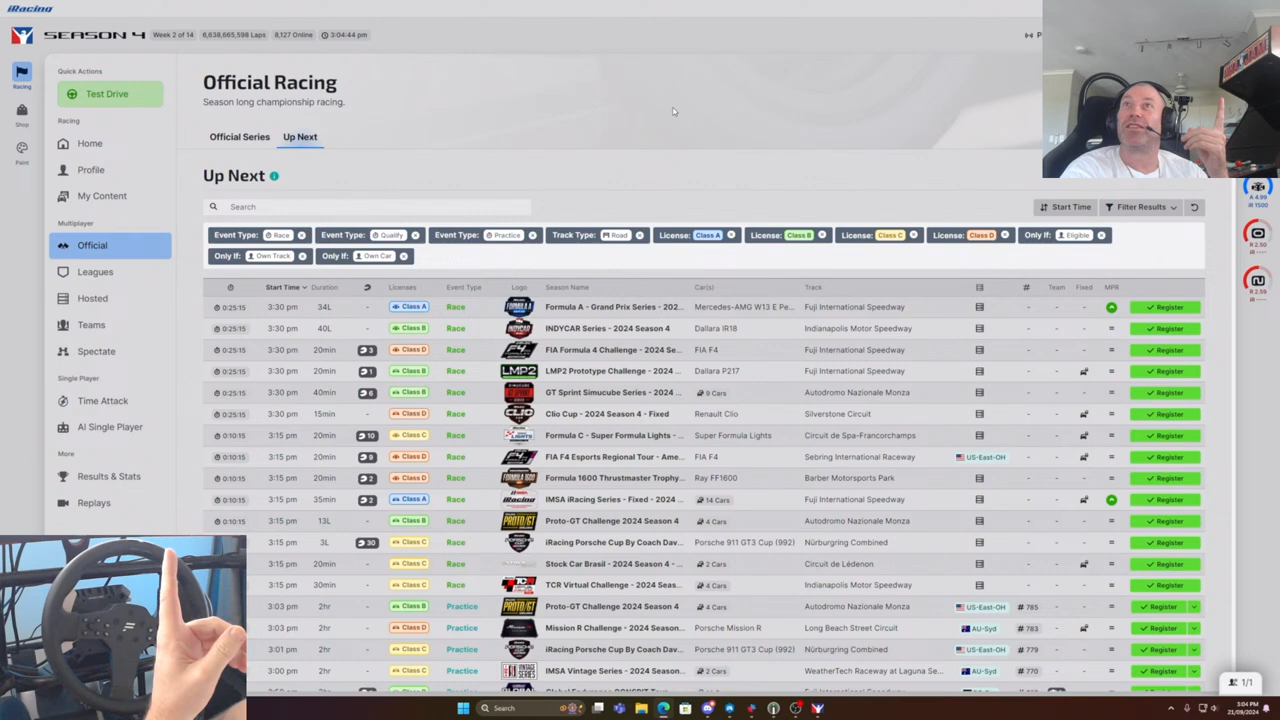 iRacing
SEASON 4 Week 2 of 14 6,638,665,598 Laps 8,127 Online 3:04:44 pm
Racing
Shop
Paint
Quick Actions
Test Drive
Racing
Home
Profile
My Content
Multiplayer
Official
Leagues
Hosted
Teams
Spectate
Single Player
Time Attack
AI Single Player
More
Results & Stats
Replays
Official Racing
Season long championship racing.
Official Series Up Next
Up Next
Search Start Time Filter Results
Event Type: Race Event Type: Qualify Event Type: Practice Track Type: Road License: Class A License: Class B License: Class C License: Class D Only If: Eligible
Only If: Own Track Only If: Own Car
Start Time Duration Licenses Event Type Logo Season Name Car(s) Track # Team Fixed MPR
0:25:15 3:30 pm 34L - Class A Race Formula A - Grand Prix Series - 202... Mercedes-AMG W13 E Pe... Fuji International Speedway - - - Register
0:25:15 3:30 pm 40L - Class B Race INDYCAR Series - 2024 Season 4 Dallara IR18 Indianapolis Motor Speedway - - - = Register
0:25:15 3:30 pm 20min 3 Class D Race FIA Formula 4 Challenge - 2024 Se... FIA F4 Fuji International Speedway - - = Register
0:25:15 3:30 pm 20min 1 Class B Race LMP2 Prototype Challenge - 2024 ... Dallara P217 Fuji International Speedway - - = Register
0:25:15 3:30 pm 40min 6 Class B Race GT Sprint Simucube Series - 2024 ... 9 Cars Autodromo Nazionale Monza - - - = Register
0:25:15 3:30 pm 15min - Class D Race Clio Cup - 2024 Season 4 - Fixed Renault Clio Silverstone Circuit - - = Register
0:10:15 3:15 pm 20min 10 Class C Race Formula C - Super Formula Lights - ... Super Formula Lights Circuit de Spa-Francorchamps - - = Register
0:10:15 3:15 pm 20min 9 Class D Race FIA F4 Esports Regional Tour - Ame... FIA F4 Sebring International Raceway US-East-OH - - = Register
0:10:15 3:15 pm 20min 2 Class D Race Formula 1600 Thrustmaster Trophy... Ray FF1600 Barber Motorsports Park - - - = Register
0:10:15 3:15 pm 35min 2 Class A Race IMSA iRacing Series - Fixed - 2024 ... 14 Cars Fuji International Speedway - - Register
0:10:15 3:15 pm 13L - Class B Race Proto-GT Challenge 2024 Season 4 4 Cars Autodromo Nazionale Monza - - - = Register
3:15 pm 3L 30 Class C Race iRacing Porsche Cup By Coach Dav... Porsche 911 GT3 Cup (992) Nürburgring Combined - - - = Register
3:15 pm 20min - Class C Race Stock Car Brasil - 2024 Season 4 - ... 2 Cars Circuit de Lédenon - - = Register
3:15 pm 30min - Class C Race TCR Virtual Challenge - 2024 Seas... 4 Cars Indianapolis Motor Speedway - - - = Register
3:03 pm 2hr - Class B Practice Proto-GT Challenge 2024 Season 4 4 Cars Autodromo Nazionale Monza US-East-OH # 785 - - = Register
3:03 pm 2hr - Class D Practice Mission R Challenge - 2024 Seaso... Porsche Mission R Long Beach Street Circuit AU-Syd # 783 - = Register
3:01 pm 2hr - Class C Practice iRacing Porsche Cup By Coach Dav... Porsche 911 GT3 Cup (992) Nürburgring Combined AU-Syd # 779 - - = Register
3:00 pm 2hr - Class C Practice IMSA Vintage Series - 2024 Season... 2 Cars WeatherTech Raceway at Laguna Se... AU-Syd # 770 - - = Register
A 4.99
iR 1500
R 2.50
R 2.59
1/1
Search
3:04 PM
21/09/2024